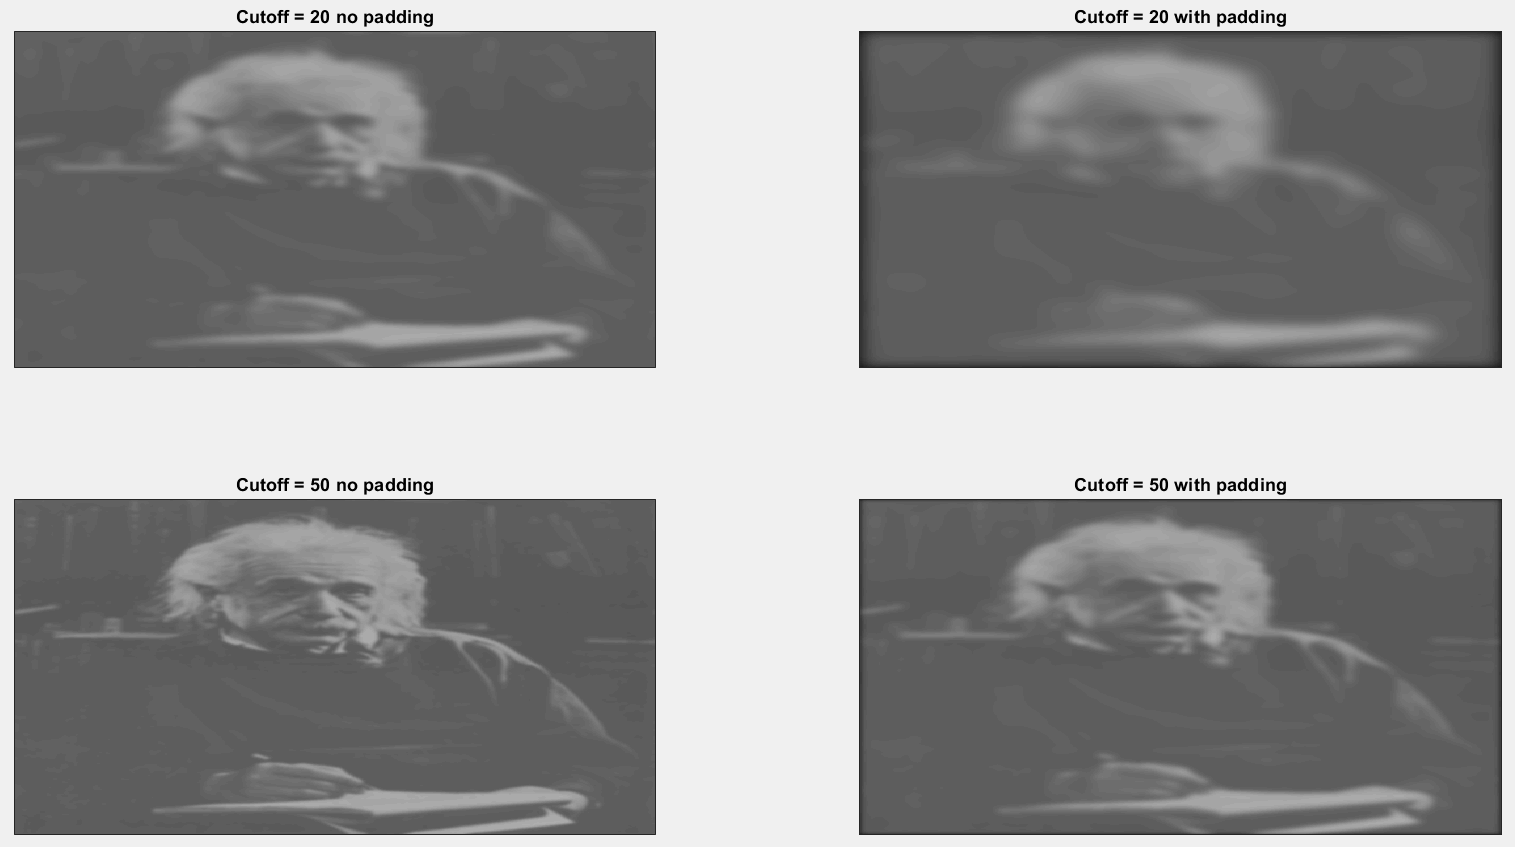 Cutoff = 20 no padding
Cutoff = 20 with padding
Cutoff = 50 no padding
Cutoff = 50 with padding